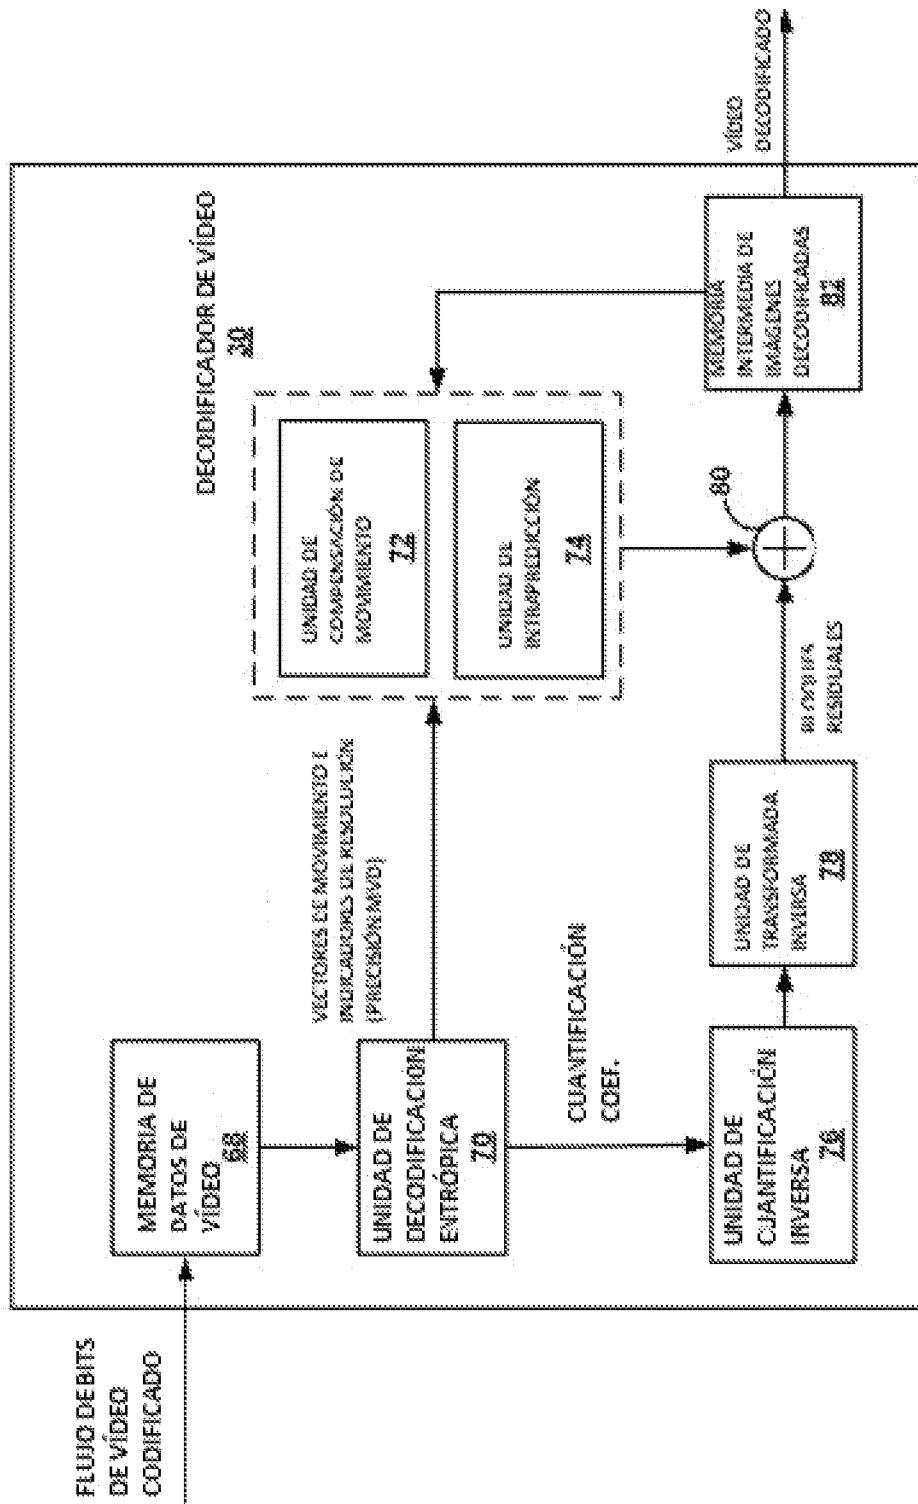 FLUJO DE BITS
DE VÍDEO
CODIFICADO
MEMORIA DE
DATOS DE
VÍDEO
68
UNIDAD DE
DECODIFICACIÓN
ENTRÓPICA
70
VECTORES DE MOVIMIENTO E
INDICADORES DE RESOLUCIÓN
(PRECISIÓN MVD)
CUANTIFICACIÓN
COEF.
UNIDAD DE
CUANTIFICACIÓN
INVERSA
76
UNIDAD DE
TRANSFORMADA
INVERSA
78
BLOQUES
RESIDUALES
DECODIFICADOR DE VÍDEO
30
UNIDAD DE
COMPENSACIÓN DE
MOVIMIENTO
72
UNIDAD DE
INTRAPREDICCIÓN
74
80
MEMORIA
INTERMEDIA DE
IMÁGENES
DECODIFICADAS
82
VÍDEO
DECODIFICADO